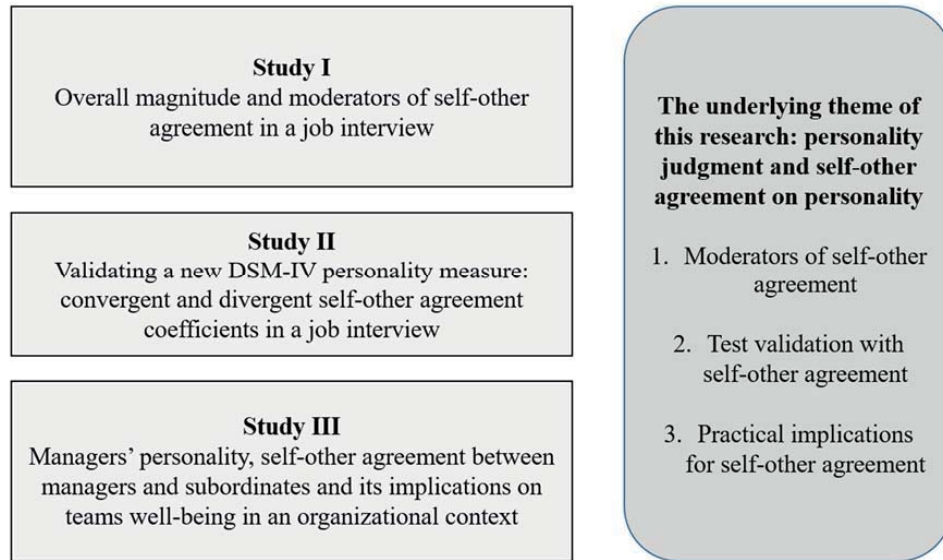 Study I
Overall magnitude and moderators of self-other
agreement in a job interview
Study II
Validating a new DSM-IV personality measure:
convergent and divergent self-other agreement
coefficients in a job interview
Study III
Managers’ personality, self-other agreement between
managers and subordinates and its implications on
teams well-being in an organizational context
The underlying theme of
this research: personality
judgment and self-other
agreement on personality
1. Moderators of self-other
agreement
2. Test validation with
self-other agreement
3. Practical implications
for self-other agreement